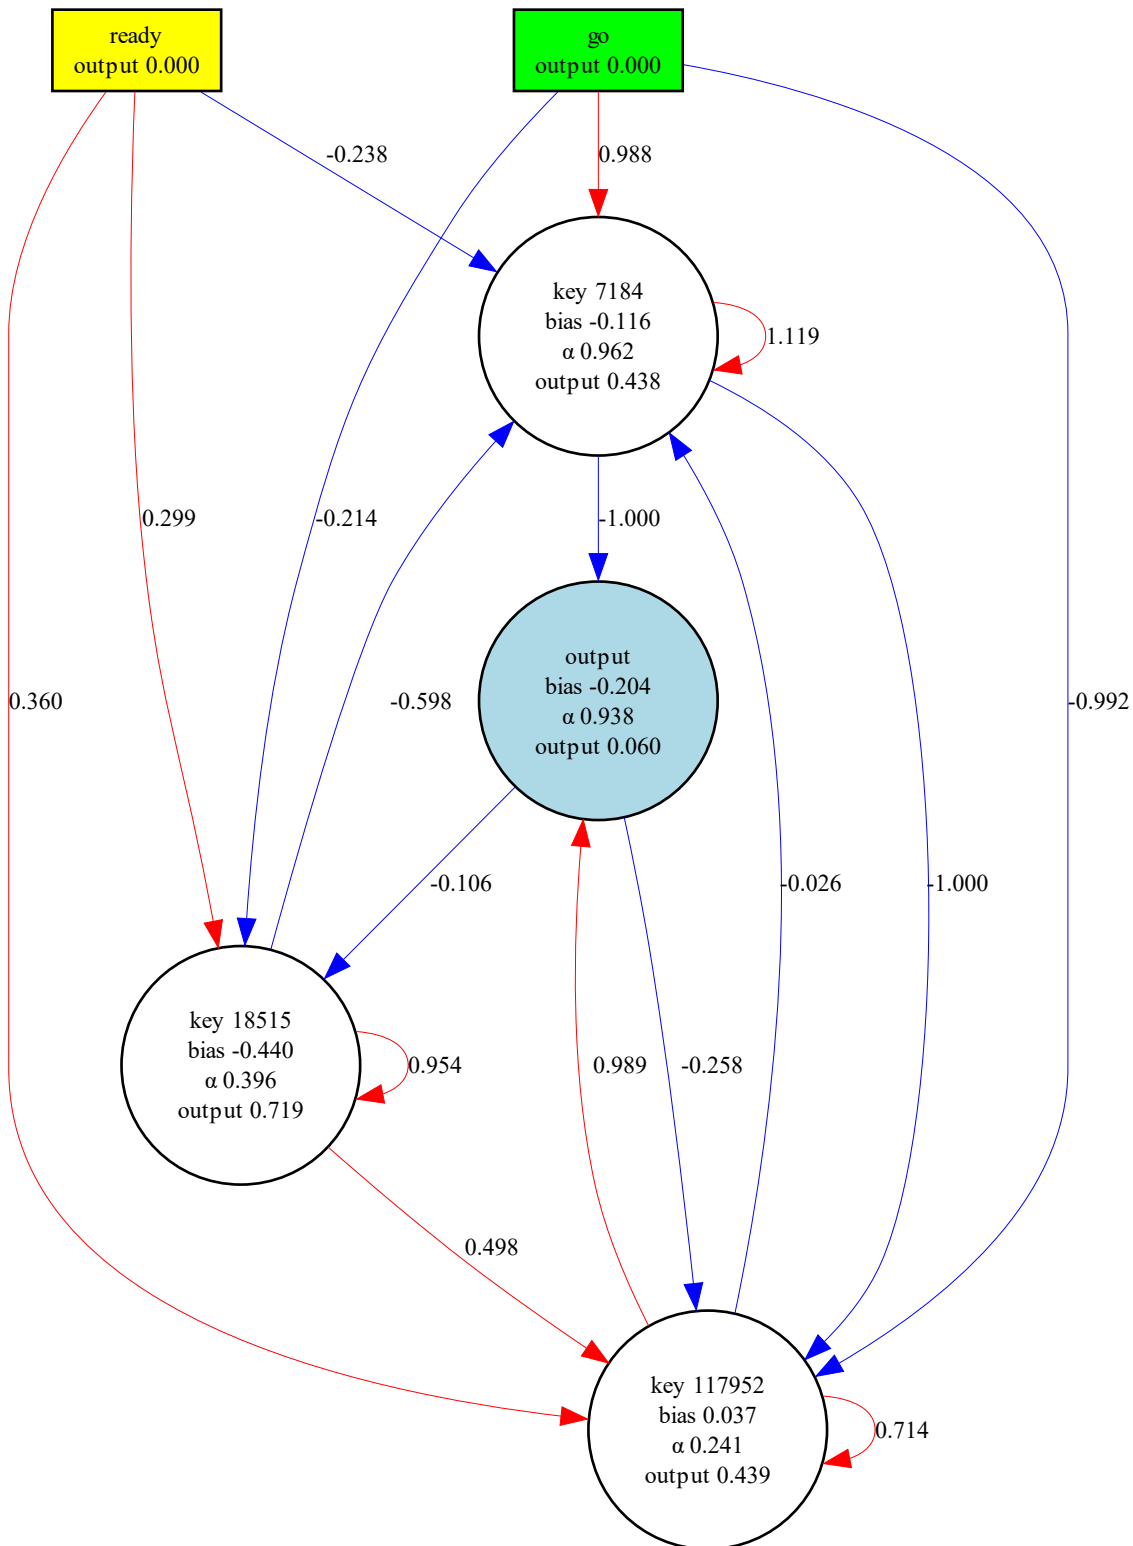 ready
output 0.000
go
output 0.000
-0.238
0.988
key 7184
bias -0.116
α 0.962
output 0.438
1.119
0.299
-0.214
-1.000
output
bias -0.204
α 0.938
output 0.060
0.360
-0.598
-0.992
-0.106
-0.026
-1.000
key 18515
bias -0.440
α 0.396
output 0.719
0.954
0.989
-0.258
0.498
key 117952
bias 0.037
α 0.241
output 0.439
0.714